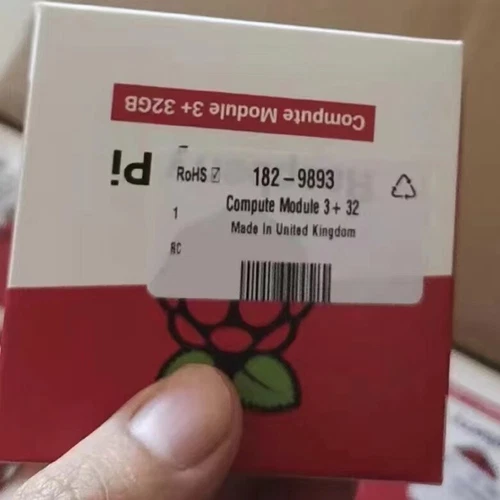 Compute Module 3+ 32GB
Pi
RoHS ☑ 182-9893
1 Compute Module 3+ 32
Made In United Kingdom
RC